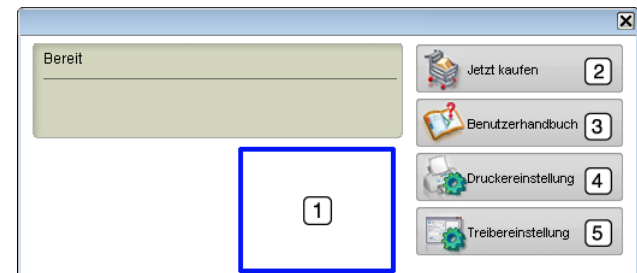 Bereit
Jetzt kaufen 2
Benutzerhandbuch 3
1
Druckereinstellung 4
Treibereinstellung 5